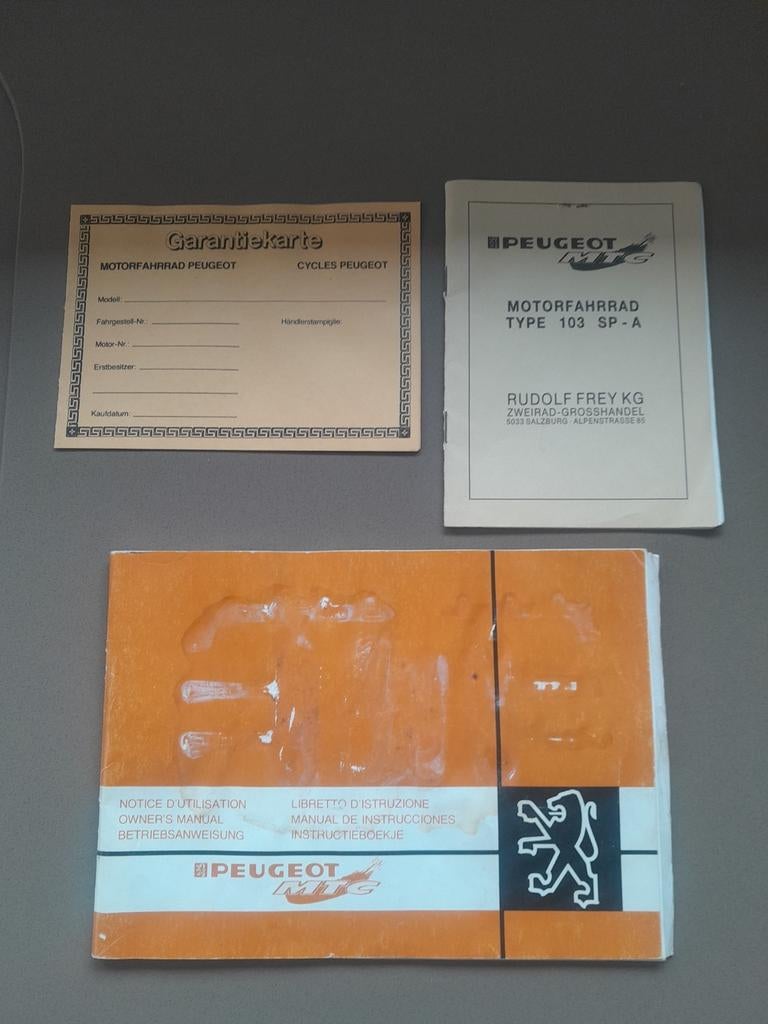 Garantiekarte
MOTORFAHRRAD PEUGEOT CYCLES PEUGEOT
Modell:
Fahrgestell-Nr.: Händlerstampiglie:
Motor-Nr.:
Erstbesitzer:
Kaufdatum:
PEUGEOT
MTC
MOTORFAHRRAD
TYPE 103 SP - A
RUDOLF FREY KG
ZWEIRAD-GROSSHANDEL
5033 SALZBURG · ALPENSTRASSE 85
NOTICE D'UTILISATION
OWNER'S MANUAL
BETRIEBSANWEISUNG
LIBRETTO D'ISTRUZIONE
MANUAL DE INSTRUCCIONES
INSTRUCTIEBOEKJE
PEUGEOT
MTC